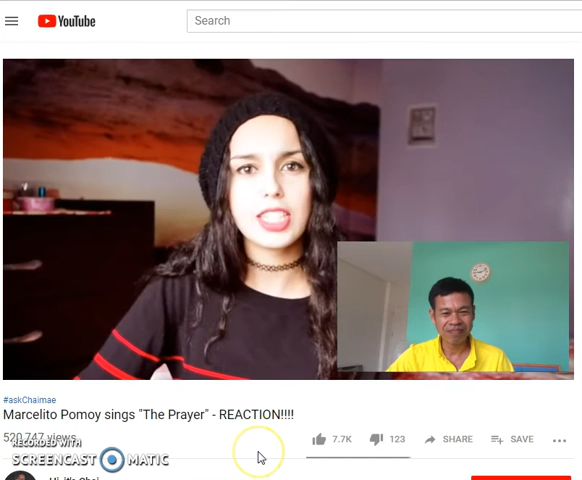 YouTube
Search
#askChaimae
Marcelito Pomoy sings "The Prayer" - REACTION!!!!
520,747 views
7.7K
123
SHARE
SAVE
RECORDED WITH
SCREENCAST MATIC